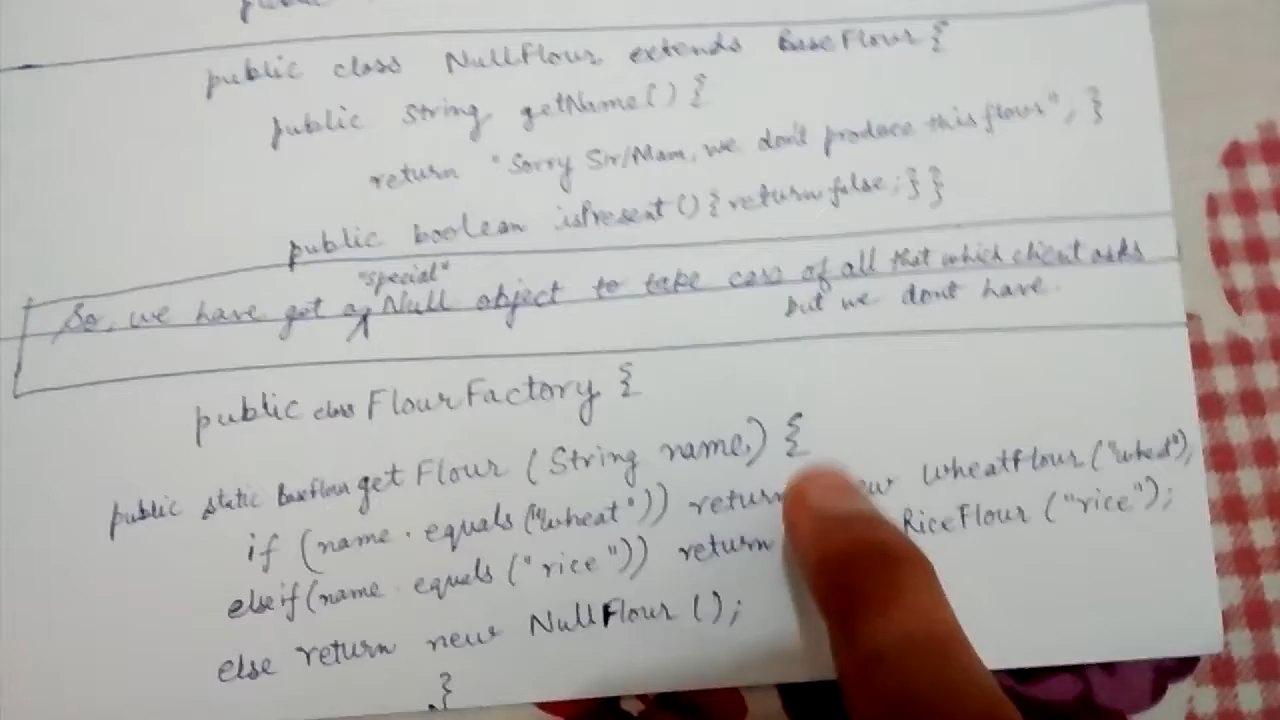 public class NullFlour extends BaseFlour {
public String getName() {
return "Sorry Sir/Mam, we don't produce this flour"; }
public boolean isPresent() { return false; } }
"special"
So, we have got a Null object to take care of all that which client asks
but we dont have.
public class FlourFactory {
public static BaseFlour getFlour (String name) {
if (name.equals("wheat")) return new WheatFlour("wheat");
elseif(name.equals("rice")) return RiceFlour ("rice");
else return new NullFlour ();
}